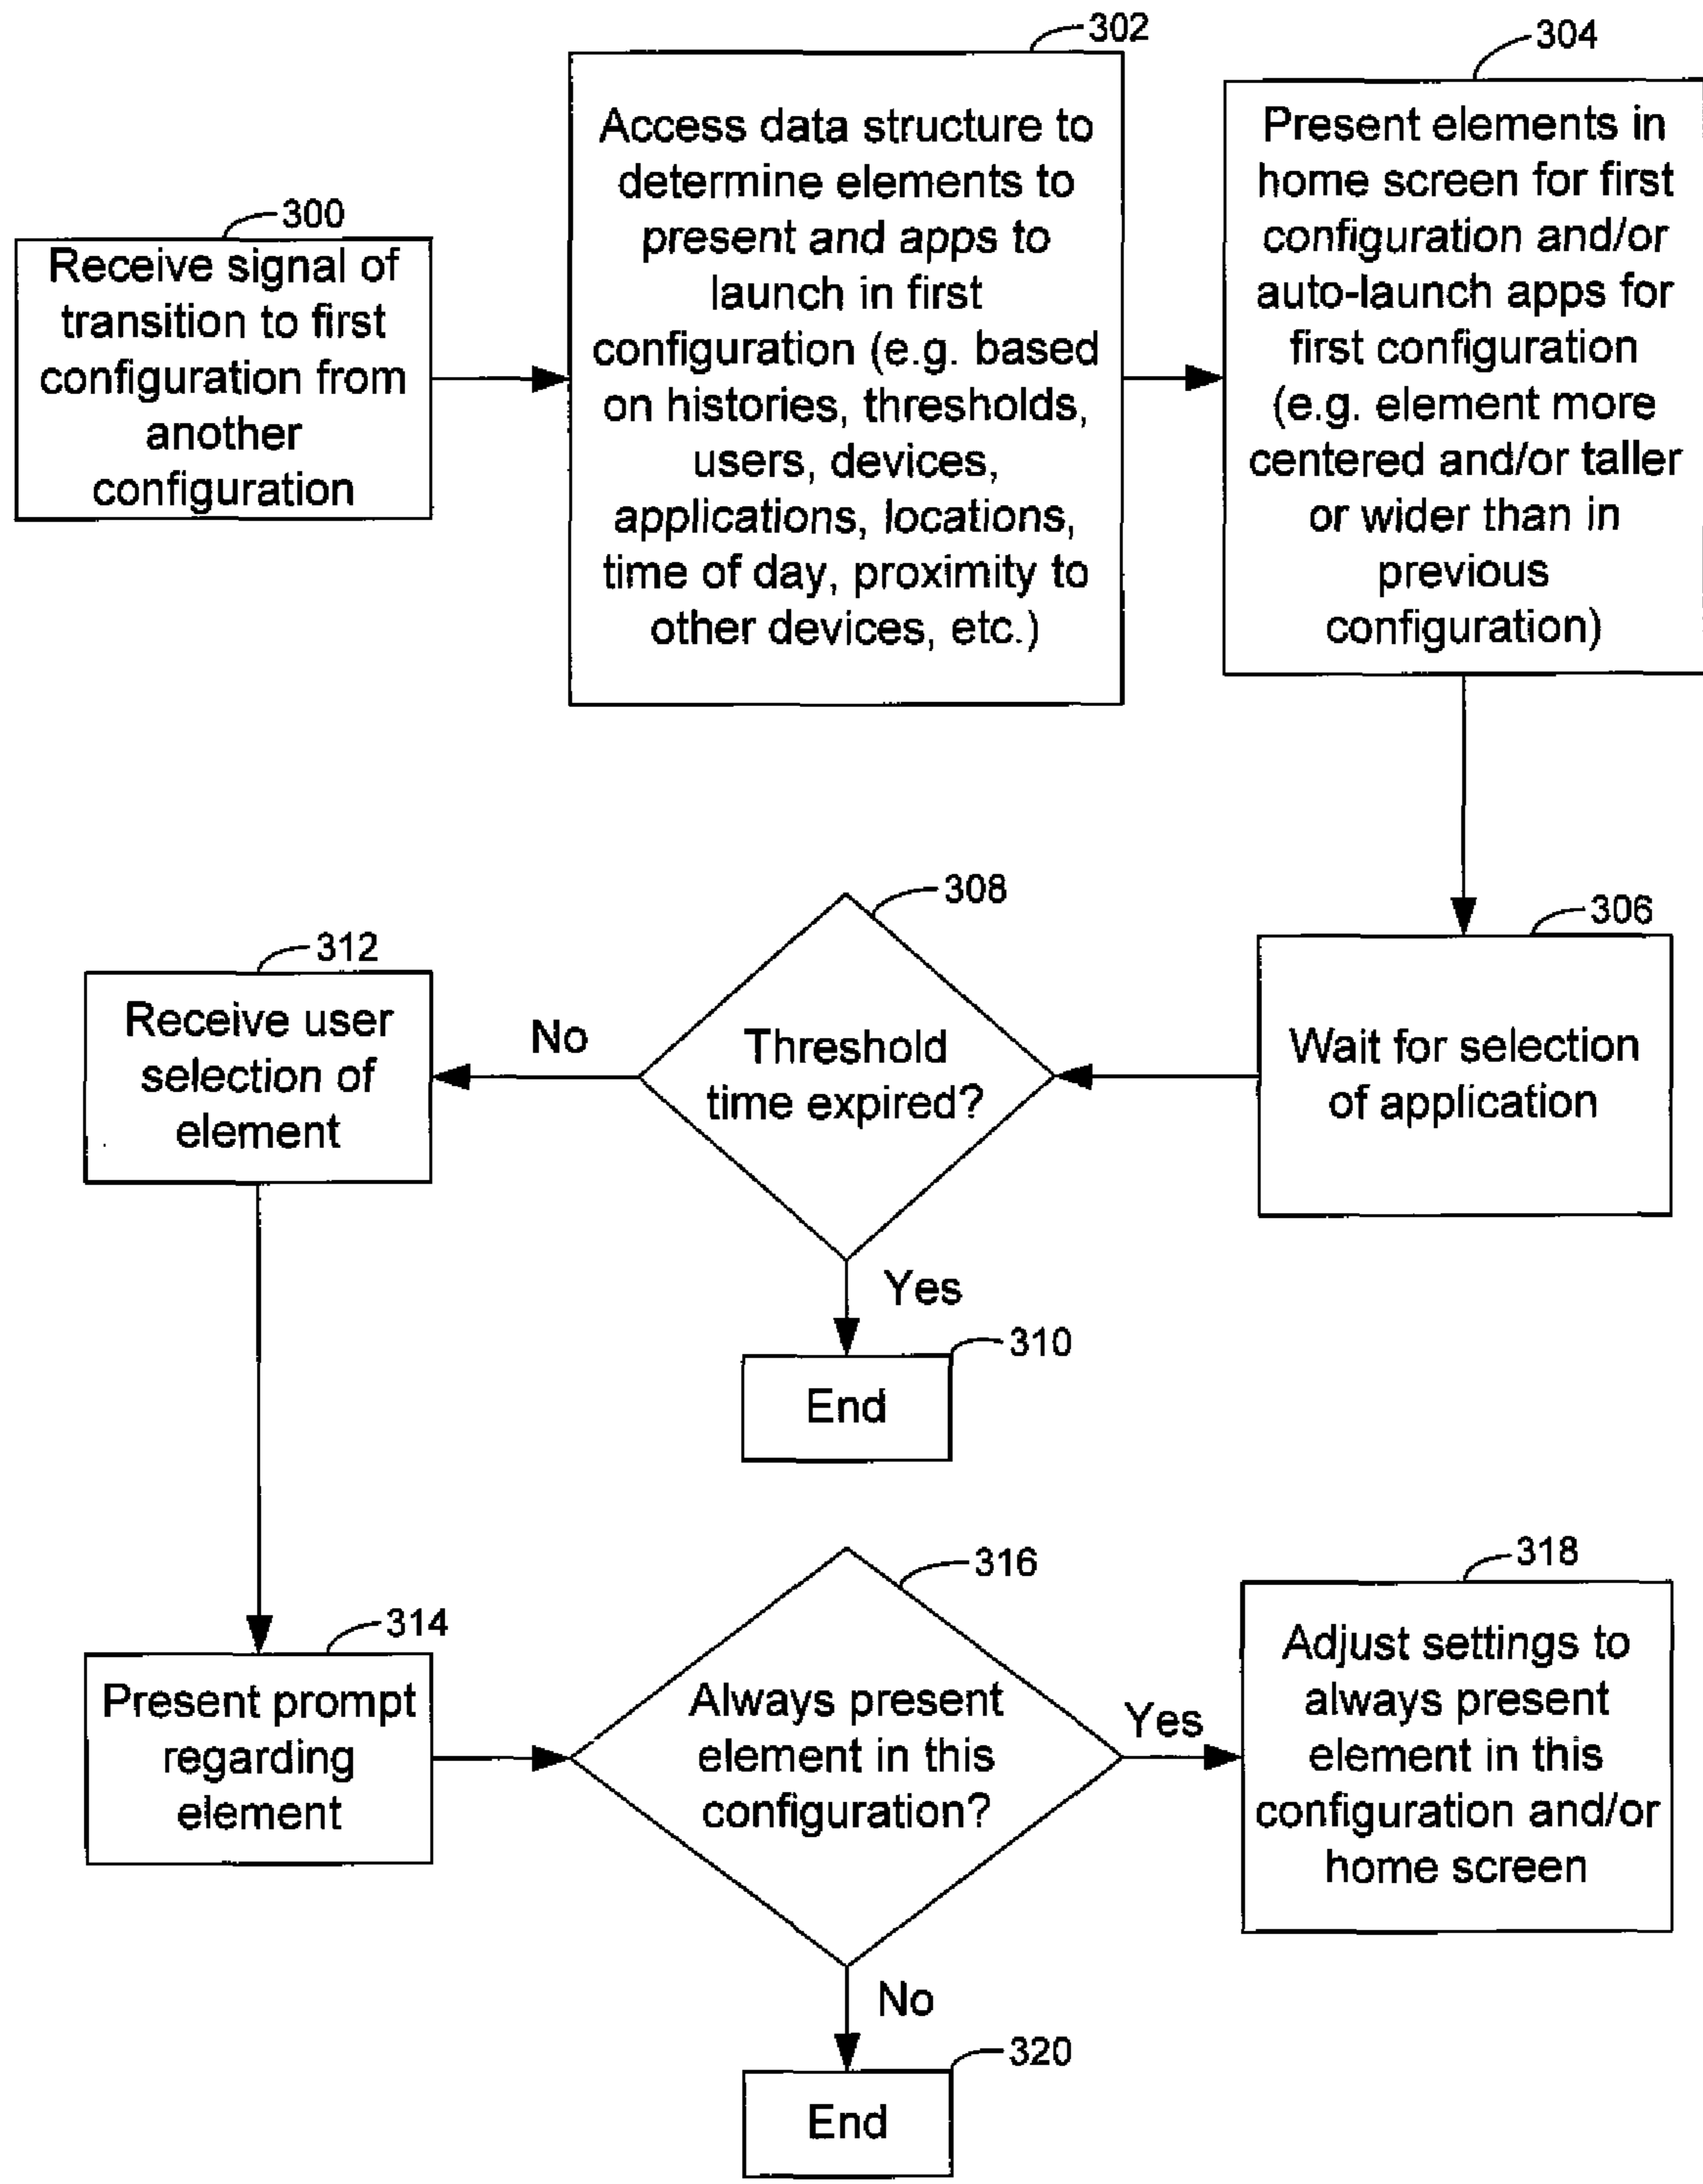 300
Receive signal of
transition to first
configuration from
another
configuration
302
Access data structure to
determine elements to
present and apps to
launch in first
configuration (e.g. based
on histories, thresholds,
users, devices,
applications, locations,
time of day, proximity to
other devices, etc.)
304
Present elements in
home screen for first
configuration and/or
auto-launch apps for
first configuration
(e.g. element more
centered and/or taller
or wider than in
previous
configuration)
306
Wait for selection
of application
308
Threshold
time expired?
No
Yes
310
End
312
Receive user
selection of
element
314
Present prompt
regarding
element
316
Always present
element in this
configuration?
Yes
No
318
Adjust settings to
always present
element in this
configuration and/or
home screen
320
End